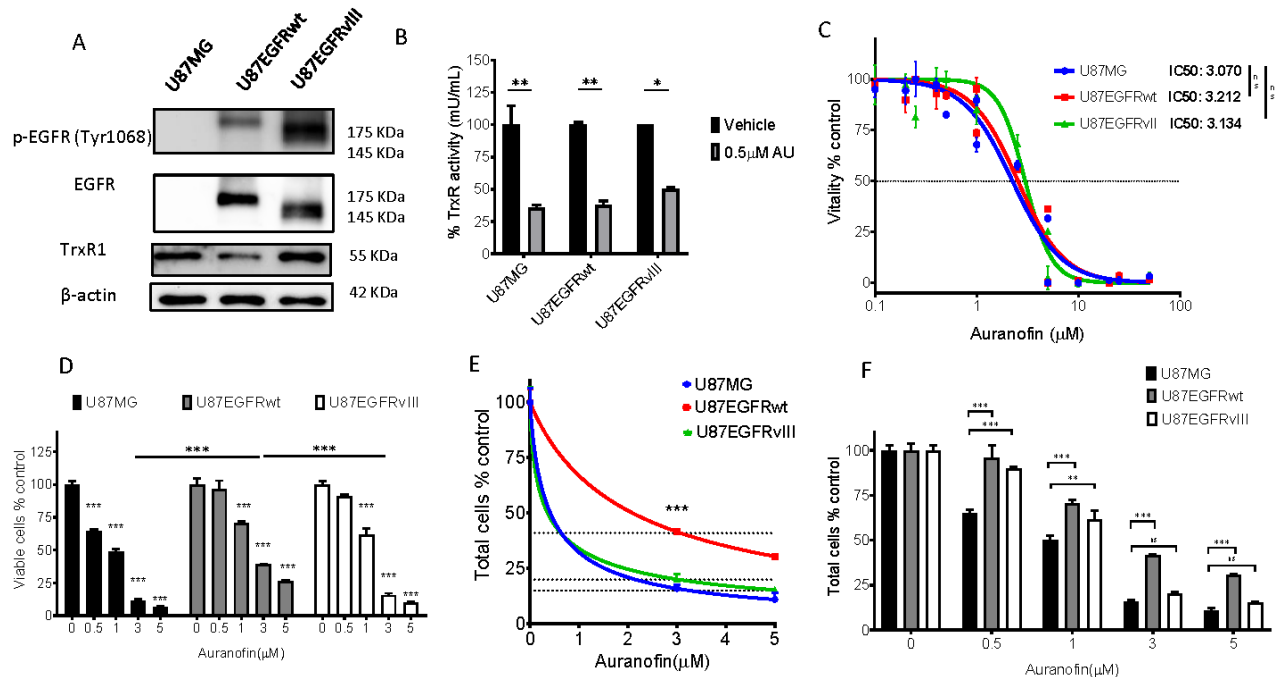 A
U87MG
U87EGFRwt
U87EGFRvIII
p-EGFR (Tyr1068)
175 KDa
145 KDa
EGFR
175 KDa
145 KDa
TrxR1
55 KDa
β-actin
42 KDa
B
% TrxR activity (mU/mL)
150
125
100
75
50
25
0
**
**
*
Vehicle
0.5μM AU
U87MG
U87EGFRwt
U87EGFRvIII
C
Vitality % control
100
50
0
0.1
1
10
100
Auranofin (μM)
U87MG IC50: 3.070
U87EGFRwt IC50: 3.212
U87EGFRvII IC50: 3.134
ns
ns
D
U87MG
U87EGFRwt
U87EGFRvIII
Viable cells % control
125
100
75
50
25
0
***
***
***
***
***
***
***
***
***
***
***
***
0 0.5 1 3 5 0 0.5 1 3 5 0 0.5 1 3 5
Auranofin(μM)
E
U87MG
U87EGFRwt
U87EGFRvIII
Total cells % control
100
75
50
25
0
***
0 1 2 3 4 5
Auranofin(μM)
F
U87MG
U87EGFRwt
U87EGFRvIII
Total cells % control
125
100
75
50
25
0
***
***
***
**
***
ns
***
ns
0 0.5 1 3 5
Auranofin(μM)